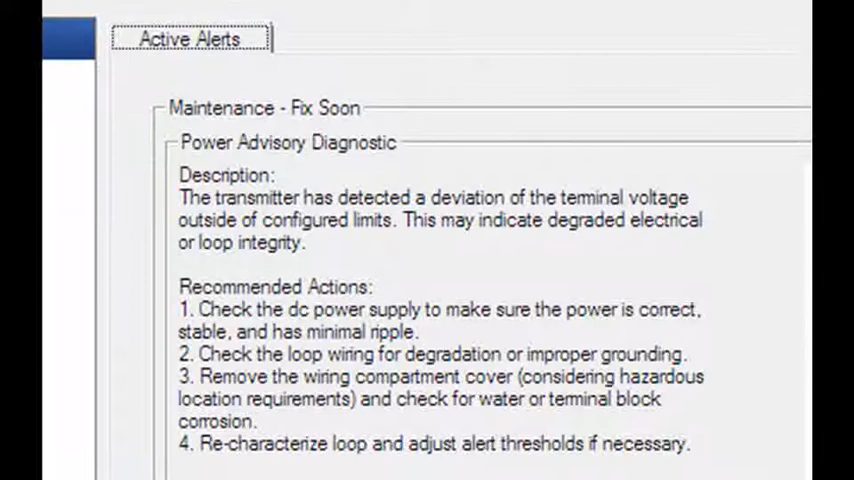 Active Alerts
Maintenance - Fix Soon
Power Advisory Diagnostic
Description:
The transmitter has detected a deviation of the terminal voltage
outside of configured limits. This may indicate degraded electrical
or loop integrity.
Recommended Actions:
1. Check the dc power supply to make sure the power is correct,
stable, and has minimal ripple.
2. Check the loop wiring for degradation or improper grounding.
3. Remove the wiring compartment cover (considering hazardous
location requirements) and check for water or terminal block
corrosion.
4. Re-characterize loop and adjust alert thresholds if necessary.